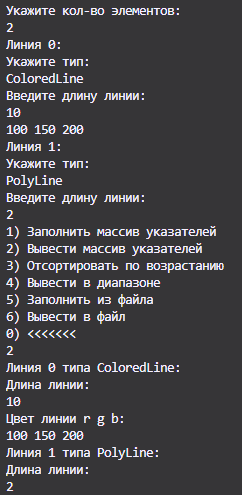 Укажите кол-во элементов:
2
Линия 0:
Укажите тип:
ColoredLine
Введите длину линии:
10
100 150 200
Линия 1:
Укажите тип:
PolyLine
Введите длину линии:
2
1) Заполнить массив указателей
2) Вывести массив указателей
3) Отсортировать по возрастанию
4) Вывести в диапазоне
5) Заполнить из файла
6) Вывести в файл
0) <<<<<<<
2
Линия 0 типа ColoredLine:
Длина линии:
10
Цвет линии r g b:
100 150 200
Линия 1 типа PolyLine:
Длина линии:
2